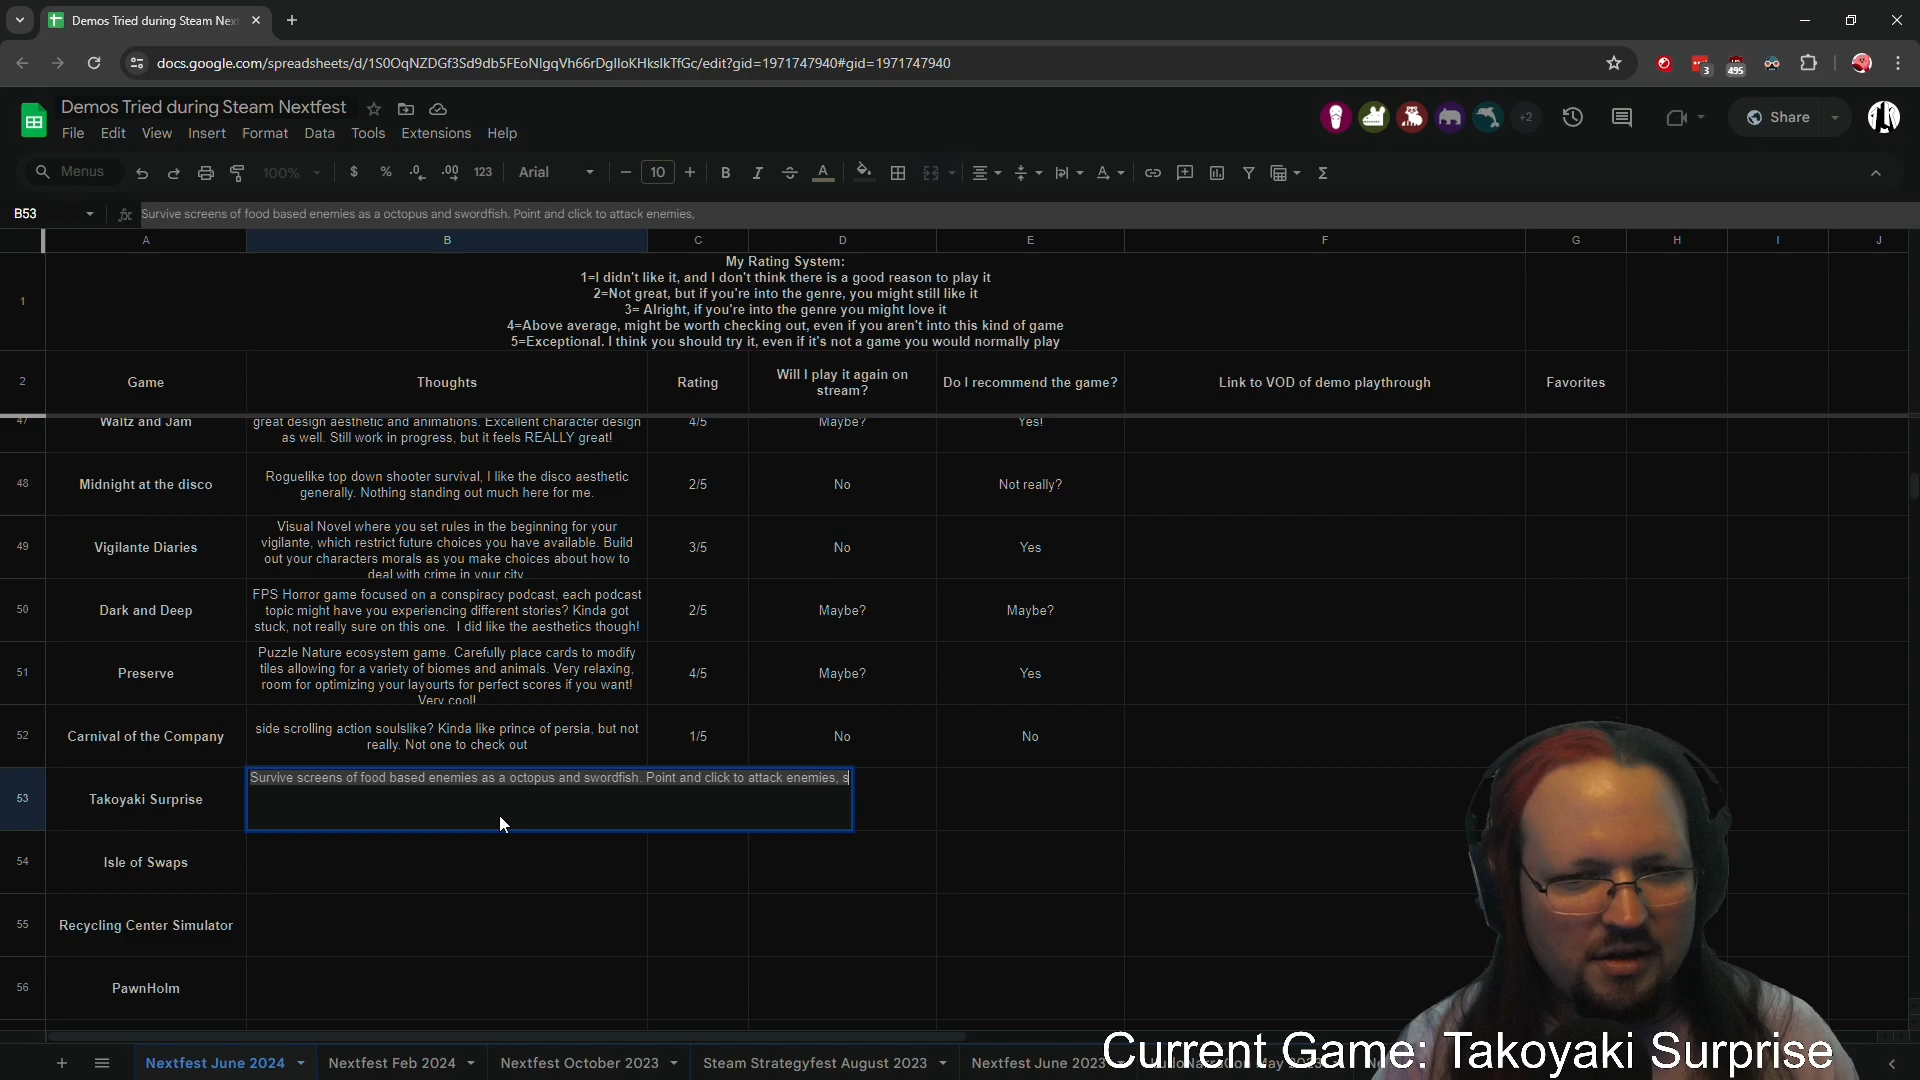 Demos Tried during Steam Nex
docs.google.com/spreadsheets/d/1S0OqNZDGf3Sd9db5FEoNlgqVh66rDglloKHkslkTfGc/edit?gid=1971747940#gid=1971747940
3
495
Demos Tried during Steam Nextfest
File Edit View Insert Format Data Tools Extensions Help
+2
Share
Menus
100%
$ % .0 .00 123
Arial
10
B I A
B53
fx
Survive screens of food based enemies as a octopus and swordfish. Point and click to attack enemies,
A B C D E F G H I J
1
My Rating System:
1=I didn't like it, and I don't think there is a good reason to play it
2=Not great, but if you're into the genre, you might still like it
3= Alright, if you're into the genre you might love it
4=Above average, might be worth checking out, even if you aren't into this kind of game
5=Exceptional. I think you should try it, even if it's not a game you would normally play
2
Game
Thoughts
Rating
Will I play it again on
stream?
Do I recommend the game?
Link to VOD of demo playthrough
Favorites
47
Waltz and Jam
great design aesthetic and animations. Excellent character design
as well. Still work in progress, but it feels REALLY great!
4/5
Maybe?
Yes!
48
Midnight at the disco
Roguelike top down shooter survival, I like the disco aesthetic
generally. Nothing standing out much here for me.
2/5
No
Not really?
49
Vigilante Diaries
Visual Novel where you set rules in the beginning for your
vigilante, which restrict future choices you have available. Build
out your characters morals as you make choices about how to
deal with crime in your city
3/5
No
Yes
50
Dark and Deep
FPS Horror game focused on a conspiracy podcast, each podcast
topic might have you experiencing different stories? Kinda got
stuck, not really sure on this one. I did like the aesthetics though!
2/5
Maybe?
Maybe?
51
Preserve
Puzzle Nature ecosystem game. Carefully place cards to modify
tiles allowing for a variety of biomes and animals. Very relaxing,
room for optimizing your layourts for perfect scores if you want!
Very cool!
4/5
Maybe?
Yes
52
Carnival of the Company
side scrolling action soulslike? Kinda like prince of persia, but not
really. Not one to check out
1/5
No
No
53
Takoyaki Surprise
Survive screens of food based enemies as a octopus and swordfish. Point and click to attack enemies, s
54
Isle of Swaps
55
Recycling Center Simulator
56
PawnHolm
Nextfest June 2024
Nextfest Feb 2024
Nextfest October 2023
Steam Strategyfest August 2023
Nextfest June 2023
Current Game: Takoyaki Surprise